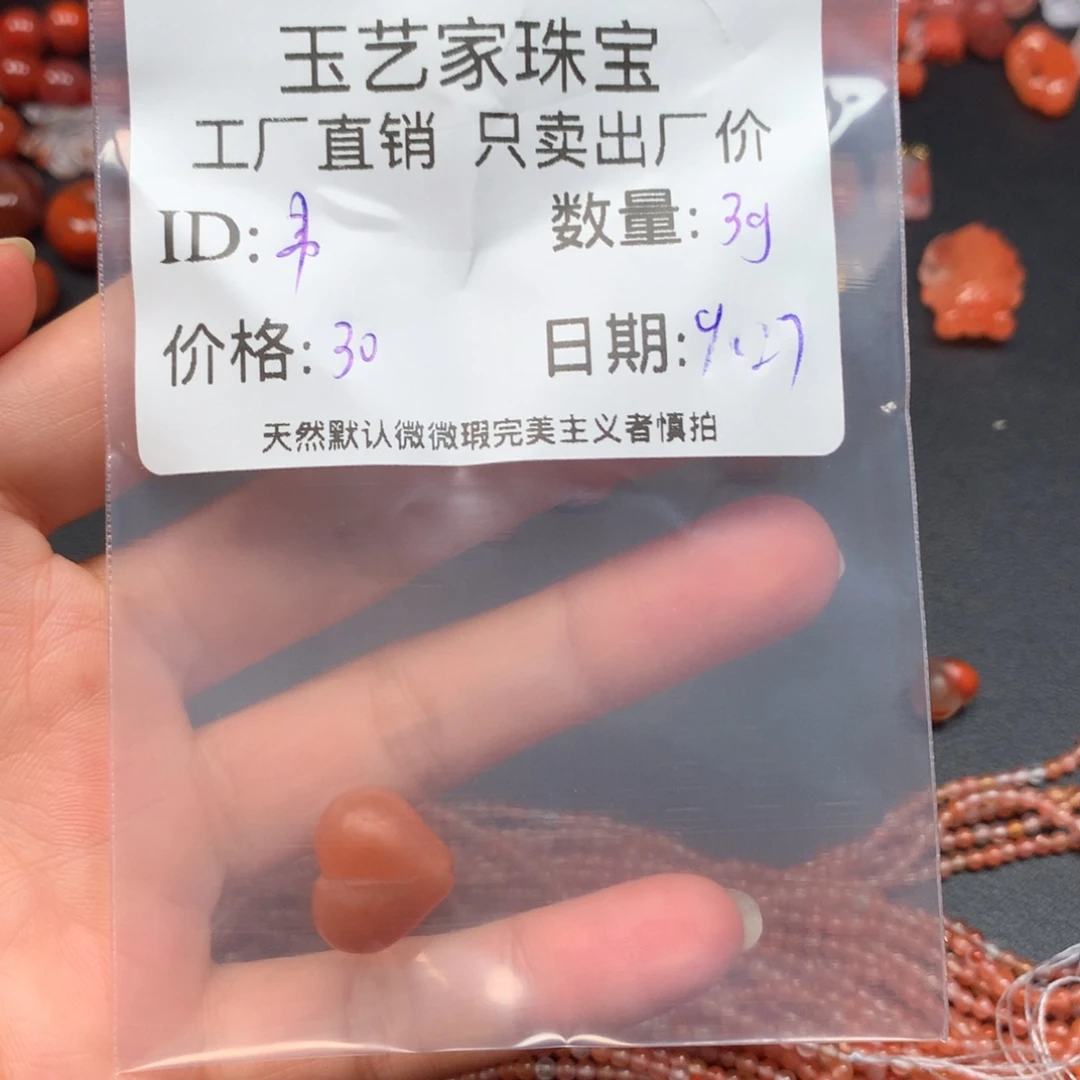 玉艺家珠宝
工厂直销 只卖出厂价
ID: 数量: 3g
价格: 30 日期: 9.27
天然默认微微瑕完美主义者慎拍